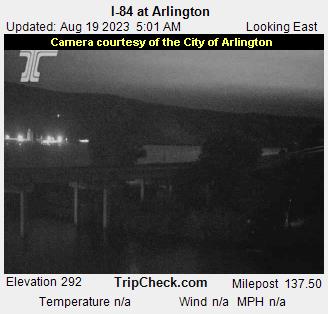 I-84 at Arlington
Updated: Aug 19 2023 5:01 AM Looking East
Camera courtesy of the City of Arlington
Elevation 292 TripCheck.com Milepost 137.50
Temperature n/a Wind n/a MPH n/a